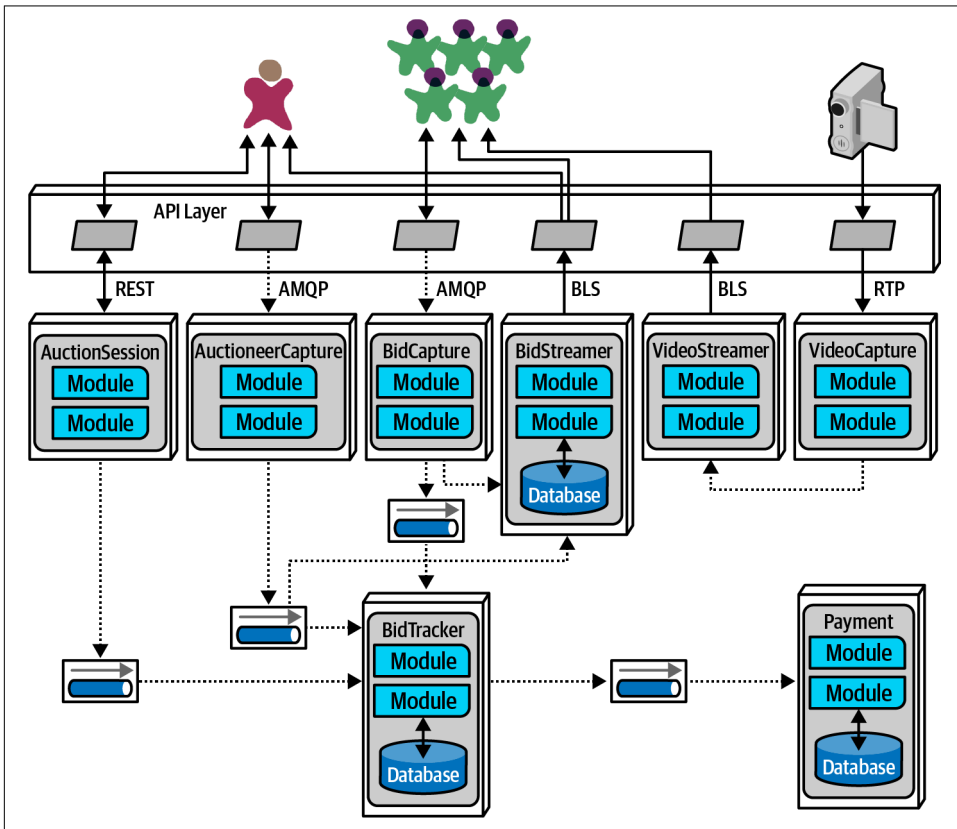 API Layer
REST
AMQP
AMQP
BLS
BLS
RTP
AuctionSession
Module
Module
AuctioneerCapture
Module
Module
BidCapture
Module
Module
BidStreamer
Module
Module
Database
VideoStreamer
Module
Module
VideoCapture
Module
Module
BidTracker
Module
Module
Database
Payment
Module
Module
Database